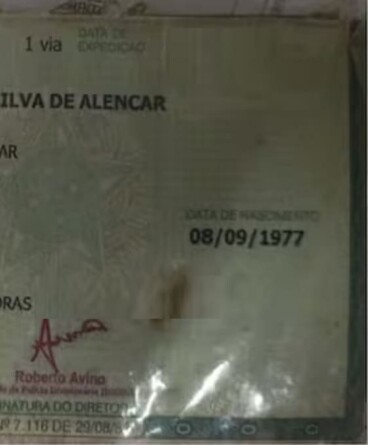 1 via DATA DE
EXPEDIÇÃO
ILVA DE ALENCAR
AR
DATA DE NASCIMENTO
08/09/1977
ORAS
Roberto Avino
NATURA DO DIRETOR
Nº 7.116 DE 29/08/